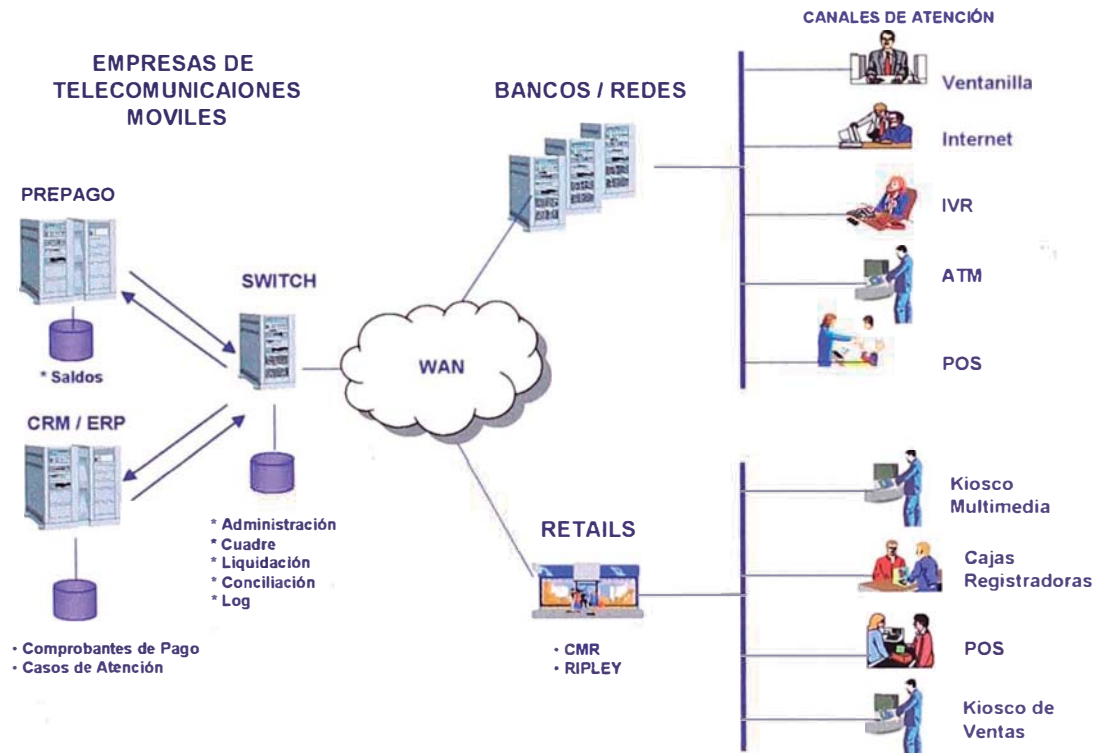 CANALES DE ATENCIÓN
EMPRESAS DE
TELECOMUNICAIONES
MOVILES
BANCOS / REDES
Ventanilla
Internet
IVR
ATM
POS
PREPAGO
* Saldos
SWITCH
WAN
CRM / ERP
* Administración
* Cuadre
* Liquidación
* Conciliación
* Log
• Comprobantes de Pago
• Casos de Atención
RETAILS
• CMR
• RIPLEY
Kiosco
Multimedia
Cajas
Registradoras
POS
Kiosco de
Ventas